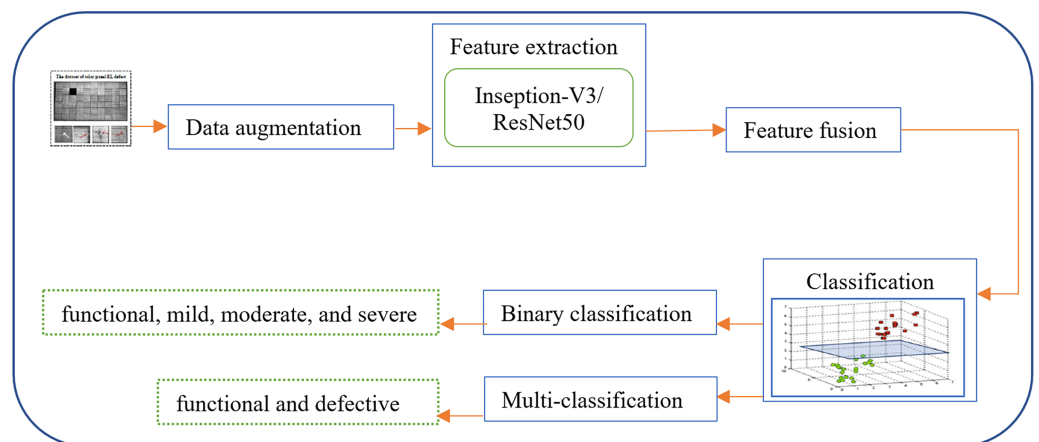 The dataset of solar panel EL defect
Data augmentation
Feature extraction
Inseption-V3/
ResNet50
Feature fusion
Classification
Binary classification
functional, mild, moderate, and severe
Multi-classification
functional and defective